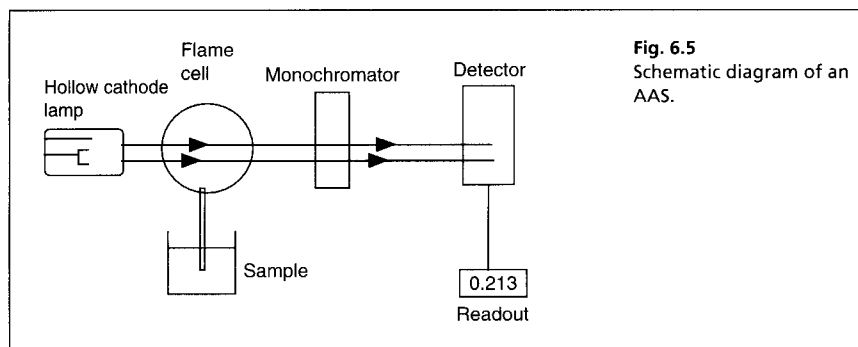 Fig. 6.5
Schematic diagram of an
AAS.
Flame
cell
Monochromator
Detector
Hollow cathode
lamp
Sample
0.213
Readout